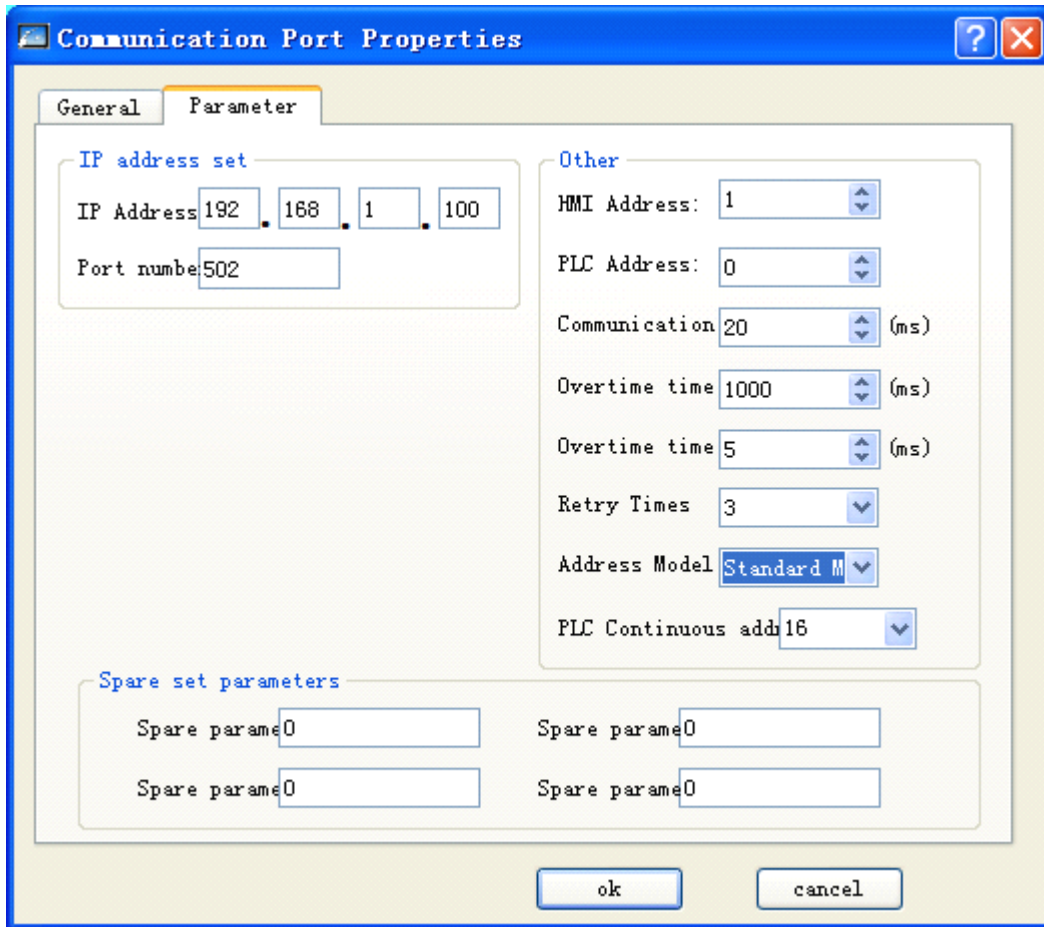 Communication Port Properties
General
Parameter
IP address set
IP Address 192 . 168 . 1 . 100
Port numbe 502
Other
HMI Address: 1
PLC Address: 0
Communication 20 (ms)
Overtime time 1000 (ms)
Overtime time 5 (ms)
Retry Times 3
Address Model Standard M
PLC Continuous add 16
Spare set parameters
Spare parame 0
Spare parame 0
Spare parame 0
Spare parame 0
ok
cancel